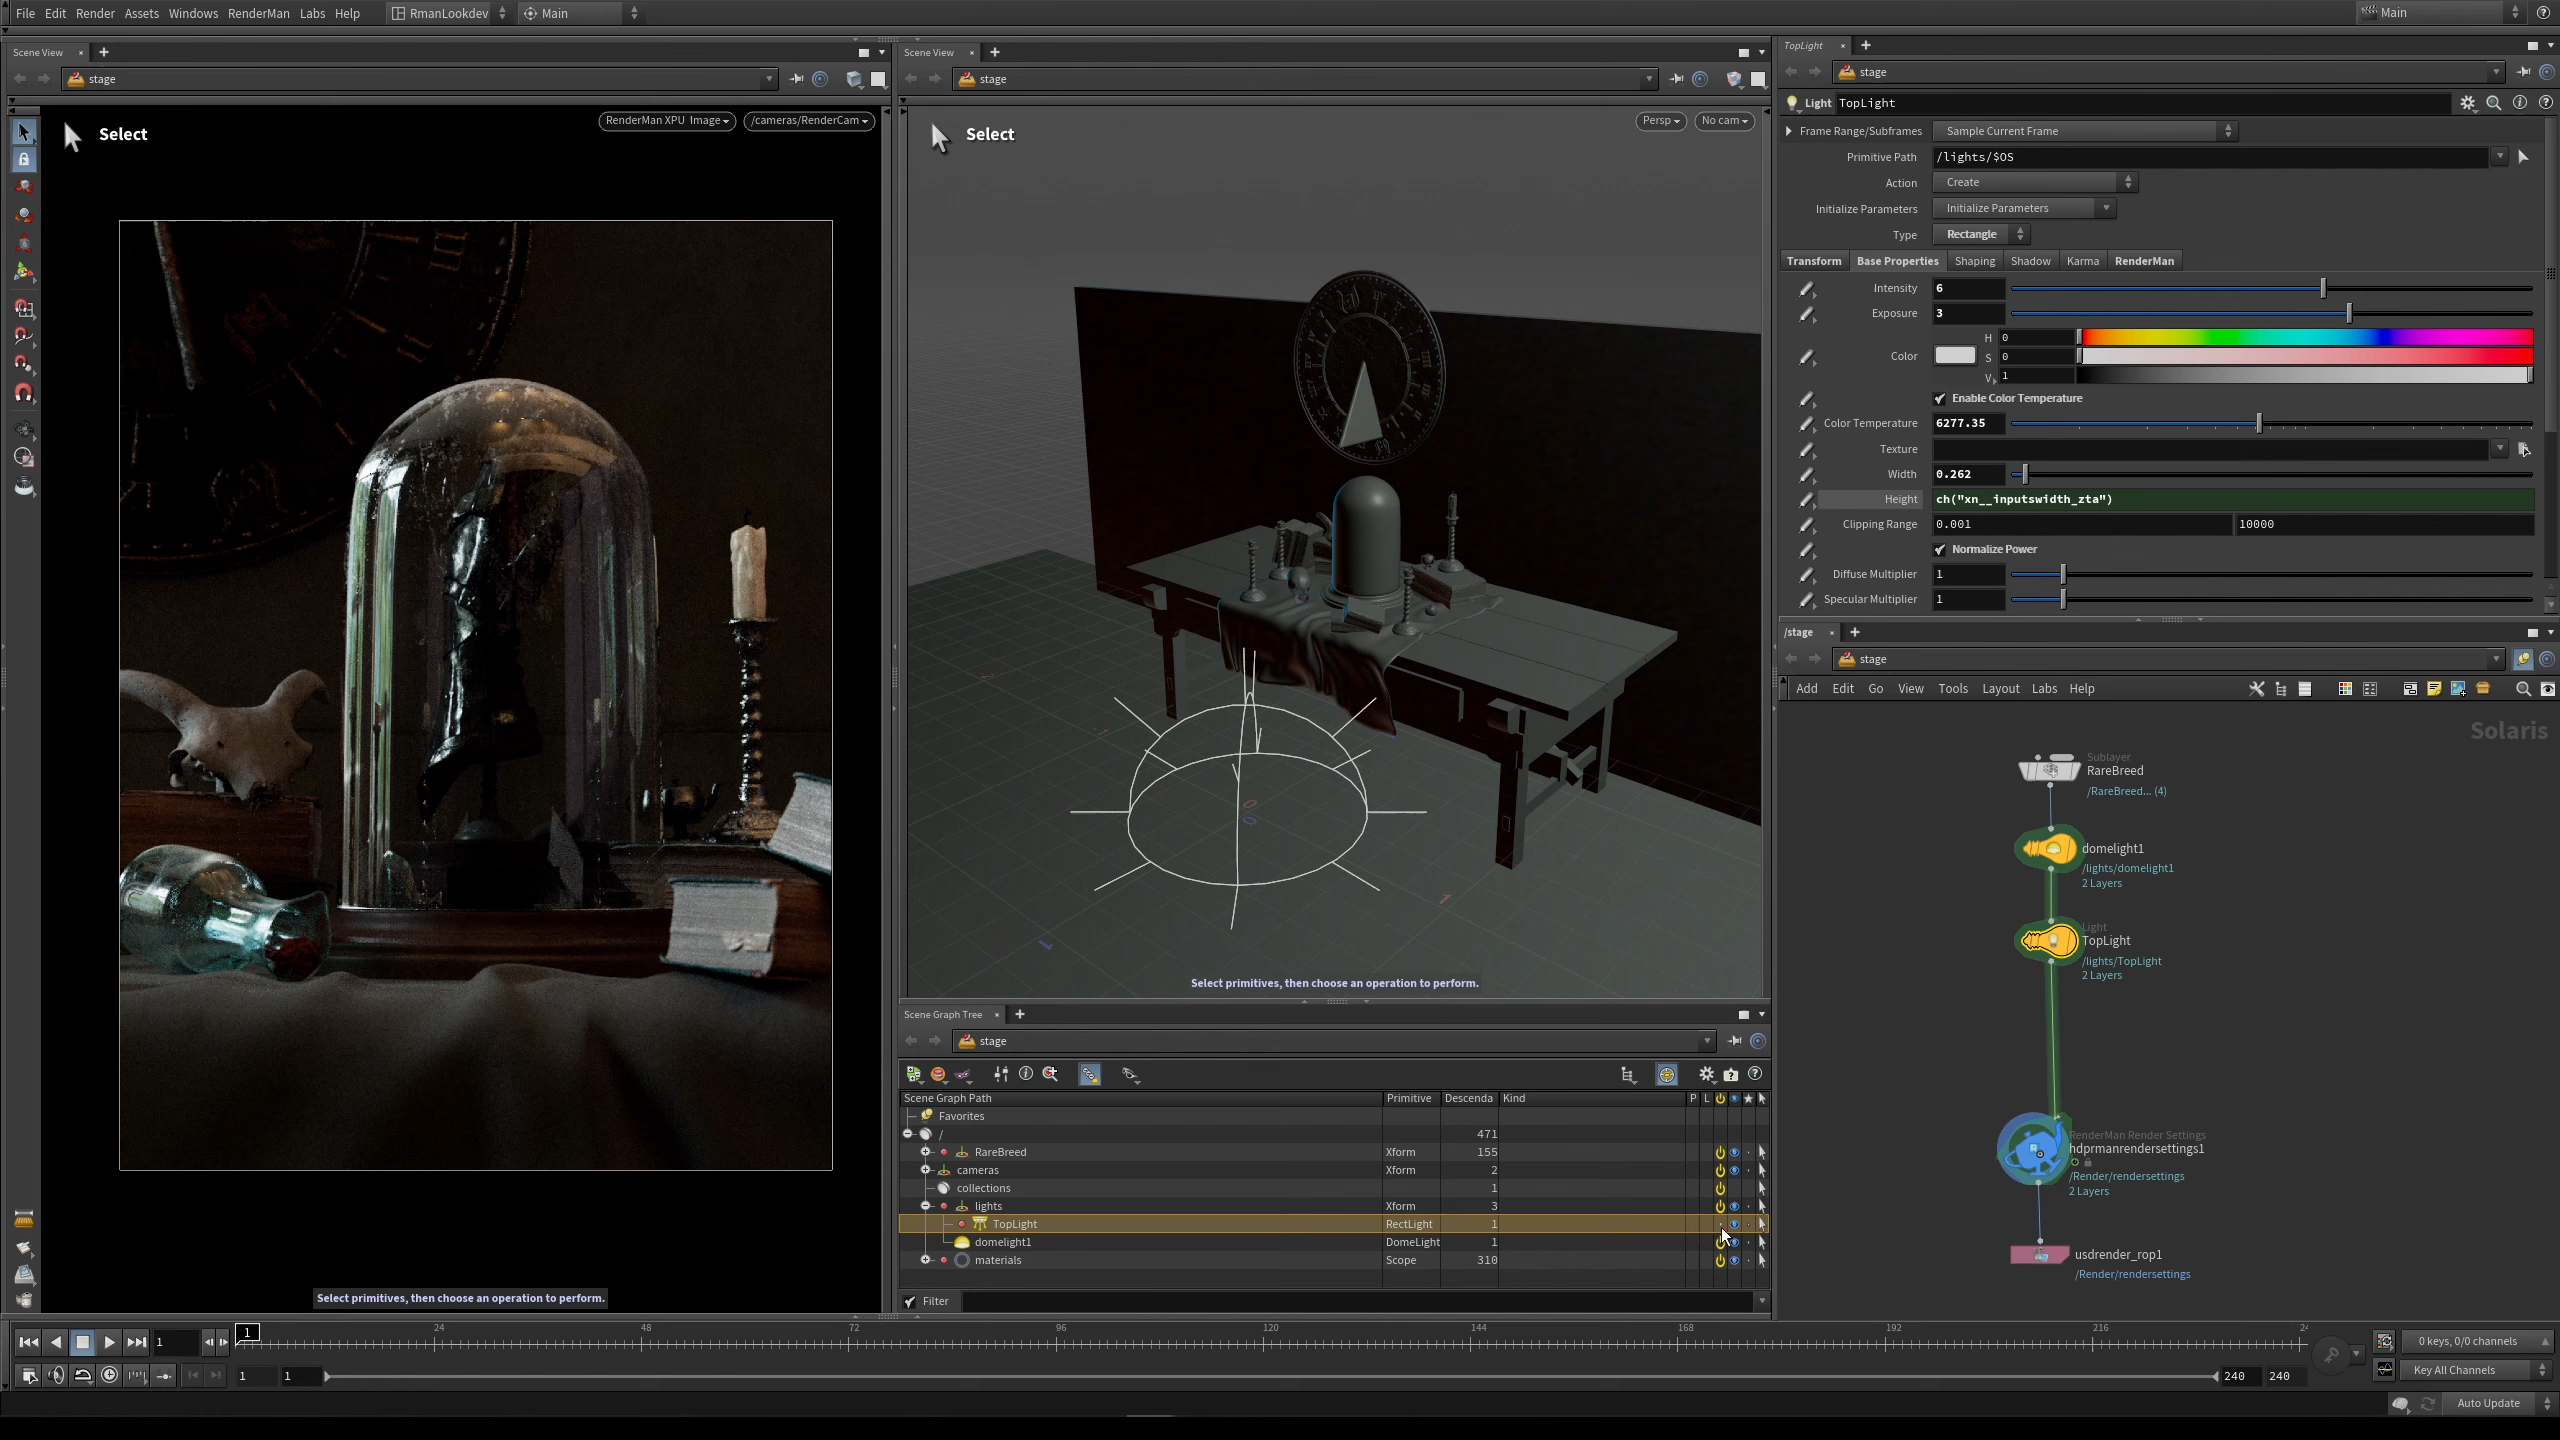 File Edit Render Assets Windows RenderMan Labs Help RmanLookdev Main Main
Scene View
stage
Select
RenderMan XPU Image /cameras/RenderCam
Select primitives, then choose an operation to perform.
Scene View
stage
Select
Persp No cam
Select primitives, then choose an operation to perform.
Scene Graph Tree
stage
Scene Graph Path Primitive Descenda Kind P L
Favorites
/ 471
RareBreed Xform 155
cameras Xform 2
collections 1
lights Xform 3
TopLight RectLight 1
domelight1 DomeLight 1
materials Scope 310
Filter
TopLight
stage
Light TopLight
Frame Range/Subframes Sample Current Frame
Primitive Path /lights/$OS
Action Create
Initialize Parameters Initialize Parameters
Type Rectangle
Transform Base Properties Shaping Shadow Karma RenderMan
Intensity 6
Exposure 3
H 0
Color S 0
V 1
Enable Color Temperature
Color Temperature 6277.35
Texture
Width 0.262
Height ch("xn__inputswidth_zta")
Clipping Range 0.001 10000
Normalize Power
Diffuse Multiplier 1
Specular Multiplier 1
/stage
stage
Add Edit Go View Tools Layout Labs Help
Solaris
Sublayer
RareBreed
/RareBreed... (4)
domelight1
/lights/domelight1
2 Layers
Light
TopLight
/lights/TopLight
2 Layers
RenderMan Render Settings
hdprmanrendersettings1
/Render/rendersettings
2 Layers
usdrender_rop1
/Render/rendersettings
1 1 24 48 72 96 120 144 168 192 216 24
0 keys, 0/0 channels
1 1 240 240 Key All Channels
Auto Update